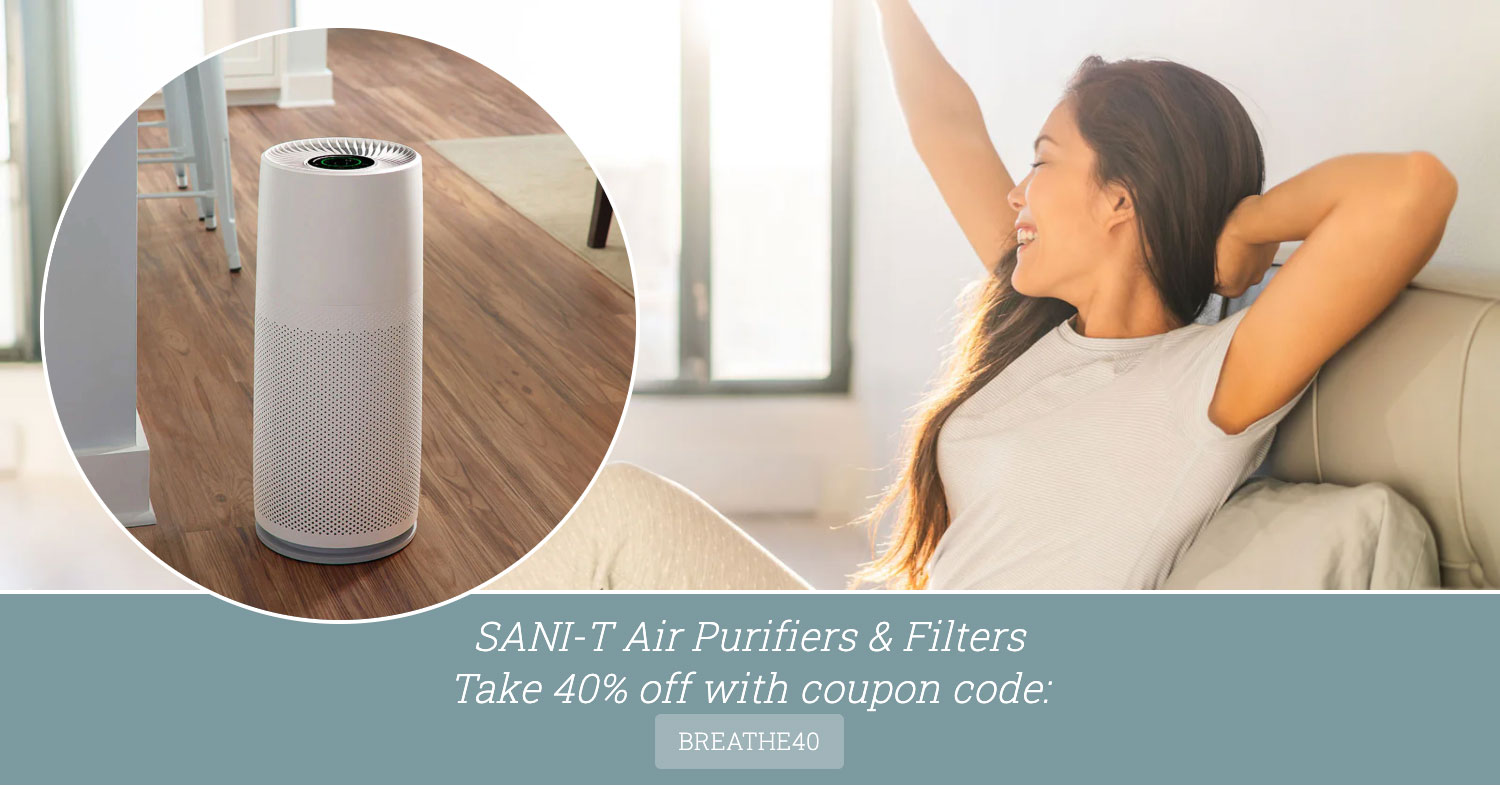 SANI-T Air Purifiers & Filters
Take 40% off with coupon code:
BREATHE40